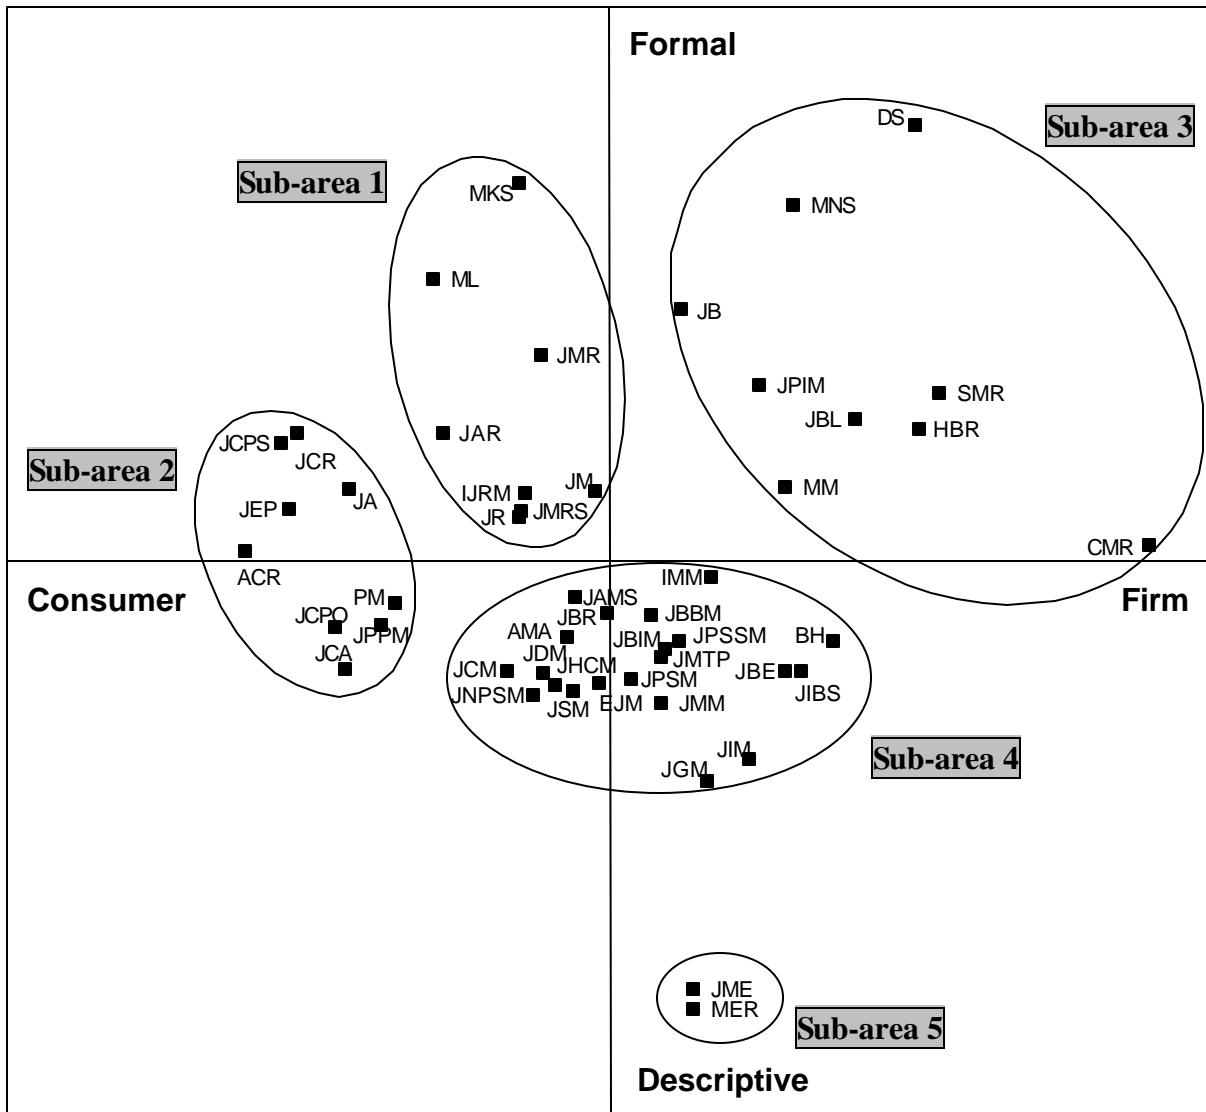 Formal
DS
Sub-area 3
Sub-area 1
MKS
MNS
ML
JB
JMR
JPIM
SMR
JBL
HBR
JAR
JCPS
JCR
Sub-area 2
JA
IJRM
JM
MM
JEP
JR
JMRS
CMR
ACR
IMM
Consumer
Firm
PM
JAMS
JCPO
JPPM
JBR
JBBM
AMA
JBIM
JPSSM
BH
JCA
JDM
JHCM
JMTP
JCM
JPSM
JBE
JIBS
JNPSM
JSM
EJM
JMM
JIM
JGM
Sub-area 4
JME
MER
Sub-area 5
Descriptive